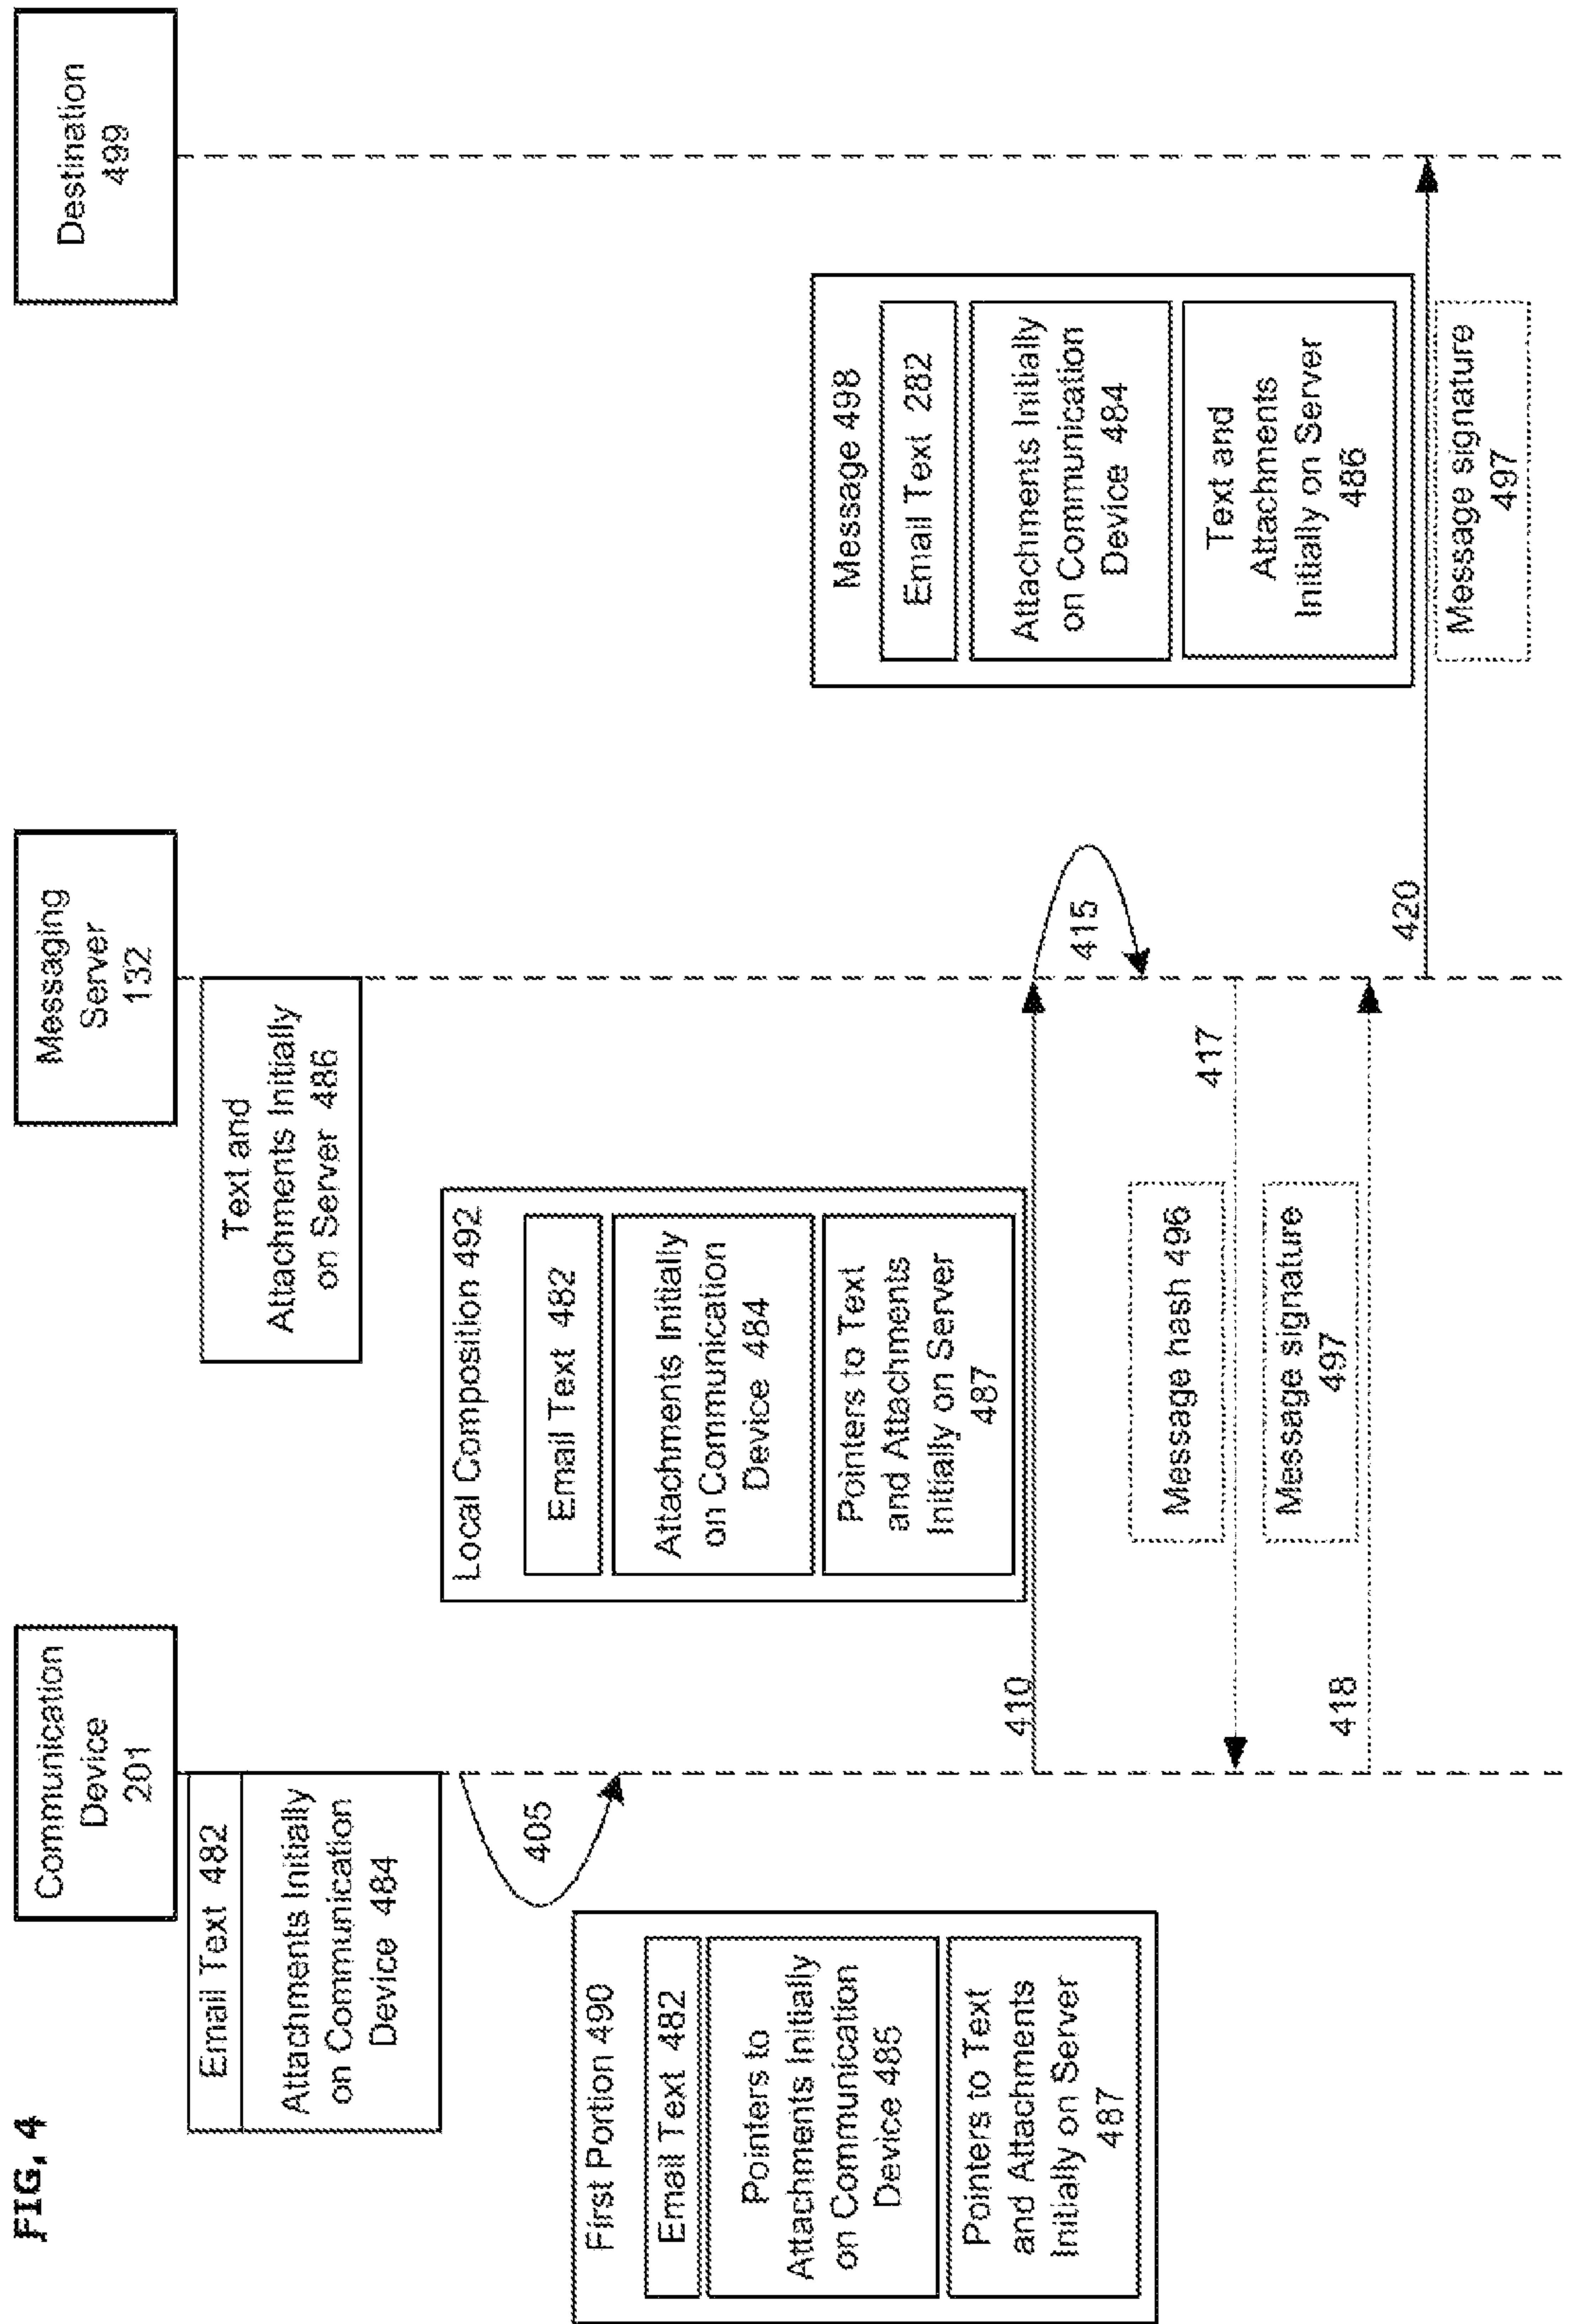 FIG. 4
Communication
Device
201
Messaging
Server
132
Destination
499
Email Text 482
Attachments Initially
on Communication
Device 484
Text and
Attachments Initially
on Server 486
405
First Portion 490
Email Text 482
Pointers to
Attachments Initially
on Communication
Device 485
Pointers to Text
and Attachments
Initially on Server
487
Local Composition 492
Email Text 482
Attachments Initially
on Communication
Device 484
Pointers to Text
and Attachments
Initially on Server
487
410
415
417
Message hash 496
Message signature
497
418
Message 498
Email Text 282
Attachments Initially
on Communication
Device 484
Text and
Attachments
Initially on Server
486
420
Message signature
497